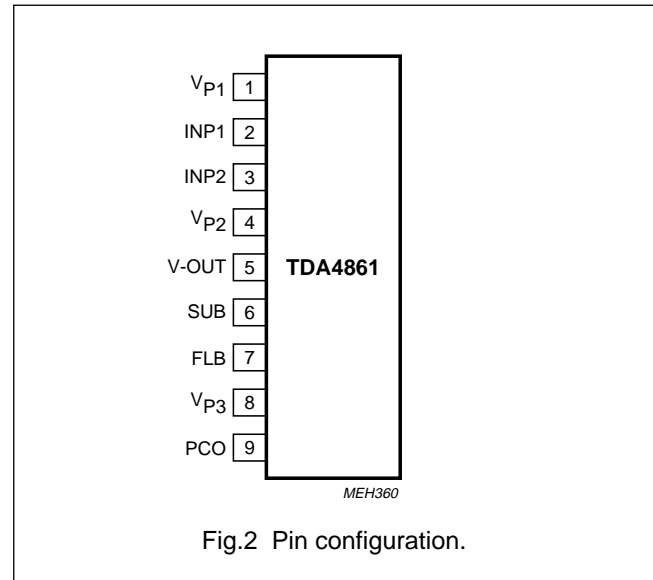 VP1 1
INP1 2
INP2 3
VP2 4
V-OUT 5 TDA4861
SUB 6
FLB 7
VP3 8
PCO 9
MEH360
Fig.2 Pin configuration.